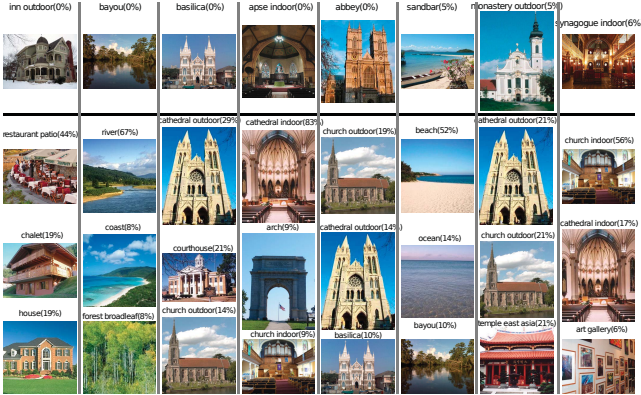 inn outdoor(0%) bayou(0%) basilica(0%) apse indoor(0%) abbey(0%) sandbar(5%) monastery outdoor(5%) synagogue indoor(6%
restaurant patio(44%) river(67%) cathedral outdoor(29%) cathedral indoor(83%) church outdoor(19%) beach(52%) cathedral outdoor(21%) church indoor(56%)
chalet(19%) coast(8%) courthouse(21%) arch(9%) cathedral outdoor(14%) ocean(14%) church outdoor(21%) cathedral indoor(17%)
house(19%) forest broadleaf(8%) church outdoor(14%) church indoor(9%) basilica(10%) bayou(10%) temple east asia(21%) art gallery(6%)